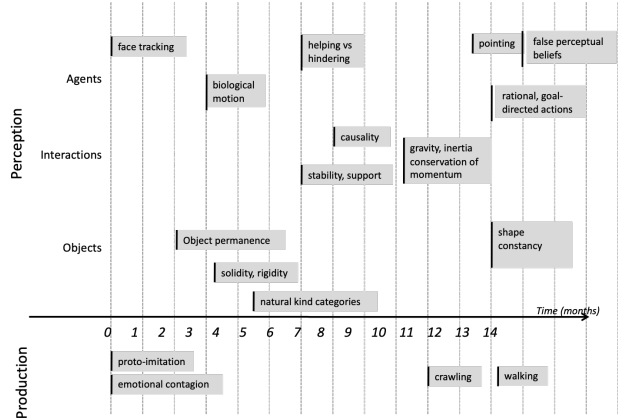 face tracking
helping vs
hindering
pointing
false perceptual
beliefs
Agents
biological
motion
rational, goal-
directed actions
Perception
Interactions
causality
gravity, inertia
conservation of
momentum
stability, support
Objects
Object permanence
shape
constancy
solidity, rigidity
natural kind categories
Time (months)
0 1 2 3 4 5 6 7 8 9 10 11 12 13 14
Production
proto-imitation
emotional contagion
crawling
walking